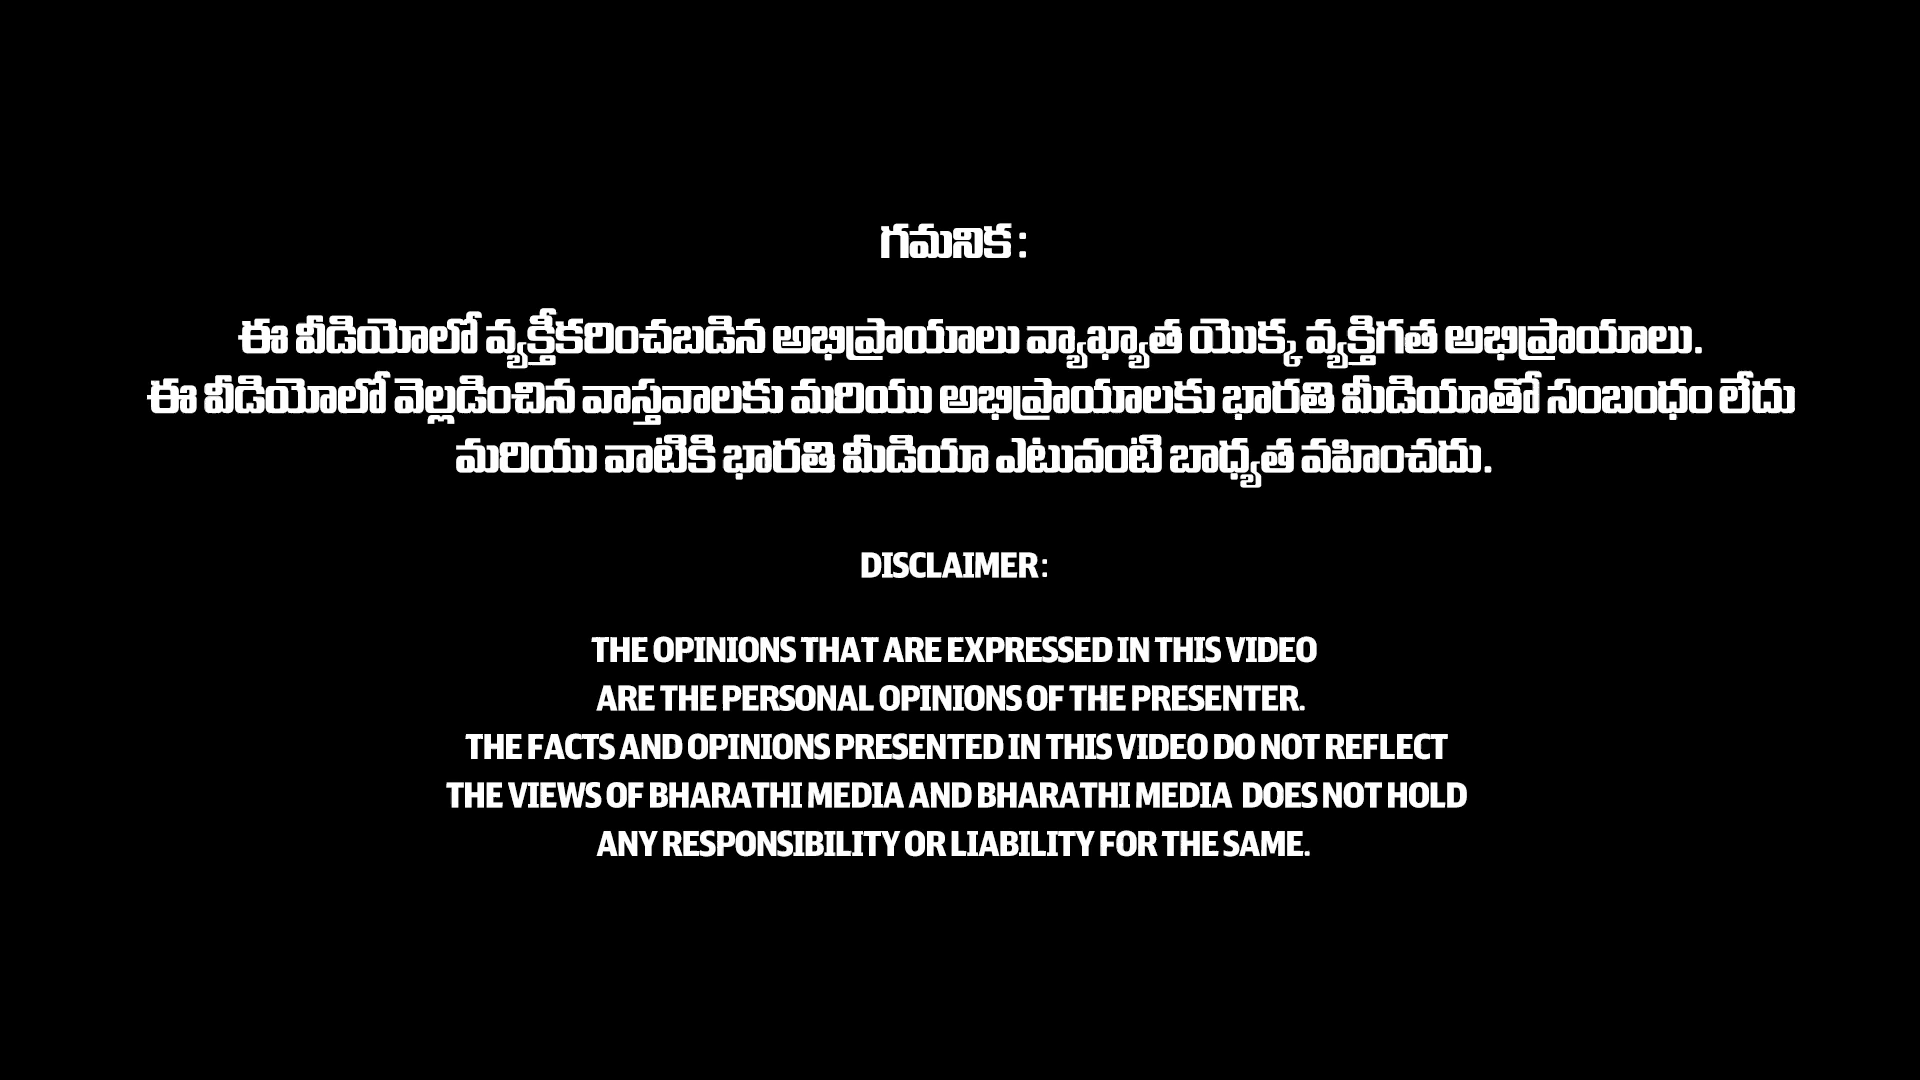 గమనిక :
ఈ వీడియోలో వ్యక్తీకరించబడిన అభిప్రాయాలు వ్యాఖ్యాత యొక్క వ్యక్తిగత అభిప్రాయాలు.
ఈ వీడియోలో వెల్లడించిన వాస్తవాలకు మరియు అభిప్రాయాలకు భారతి మీడియాతో సంబంధం లేదు
మరియు వాటికి భారతి మీడియా ఎటువంటి బాధ్యత వహించదు.
DISCLAIMER :
THE OPINIONS THAT ARE EXPRESSED IN THIS VIDEO
ARE THE PERSONAL OPINIONS OF THE PRESENTER.
THE FACTS AND OPINIONS PRESENTED IN THIS VIDEO DO NOT REFLECT
THE VIEWS OF BHARATHI MEDIA AND BHARATHI MEDIA DOES NOT HOLD
ANY RESPONSIBILITY OR LIABILITY FOR THE SAME.